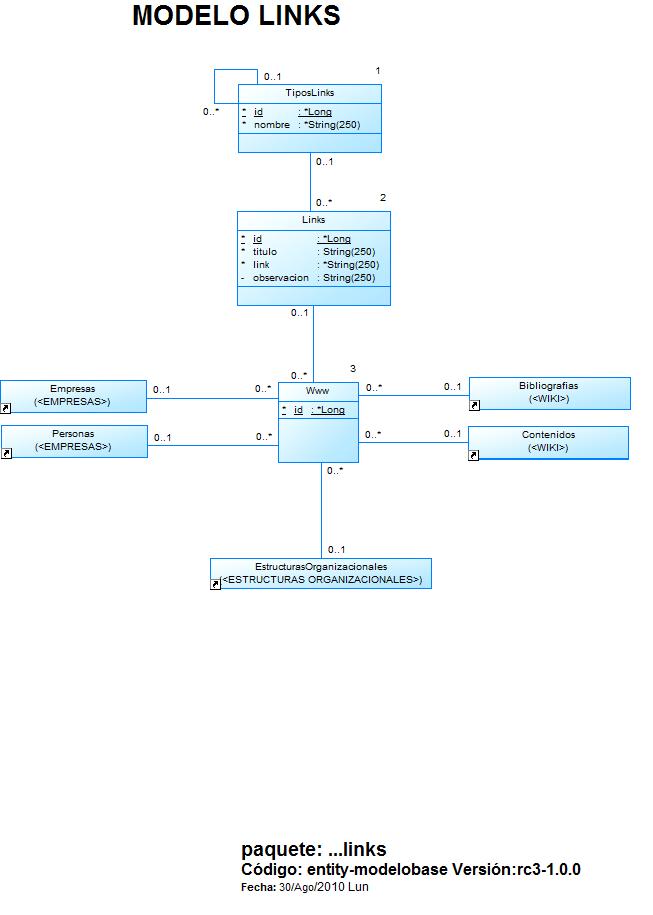 MODELO LINKS
1
0..1
0..*
TiposLinks
* id : *Long
* nombre : *String(250)
0..1
0..*
2
Links
* id : *Long
* titulo : String(250)
* link : *String(250)
- observacion : String(250)
0..1
0..*
3
Www
* id : *Long
Empresas
(<EMPRESAS>)
0..1
0..*
Personas
(<EMPRESAS>)
0..1
0..*
0..*
0..1
Bibliografias
(<WIKI>)
0..*
0..1
Contenidos
(<WIKI>)
0..*
0..1
EstructurasOrganizacionales
(<ESTRUCTURAS ORGANIZACIONALES>)
paquete: ...links
Código: entity-modelobase Versión:rc3-1.0.0
Fecha: 30/Ago/2010 Lun